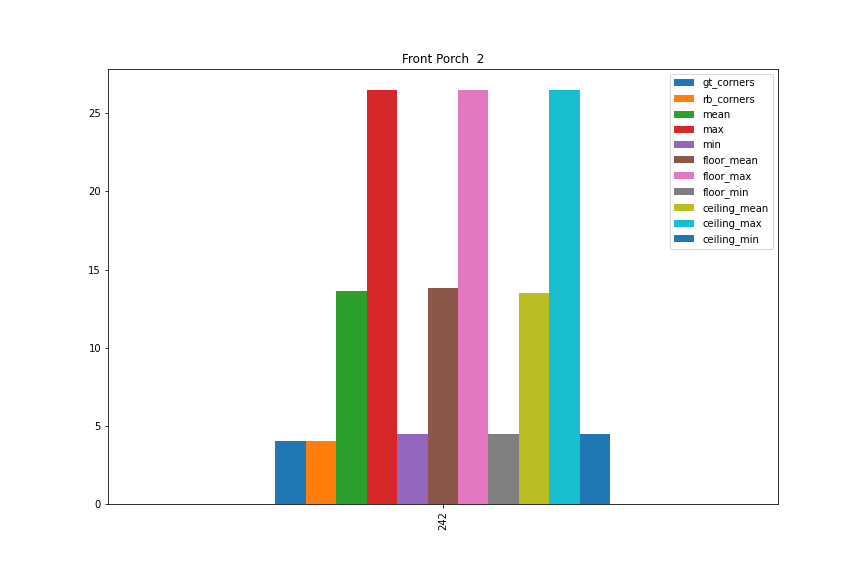 Front Porch  2
gt_corners
rb_corners
mean
max
min
floor_mean
floor_max
floor_min
ceiling_mean
ceiling_max
ceiling_min
25
20
15
10
5
0
242